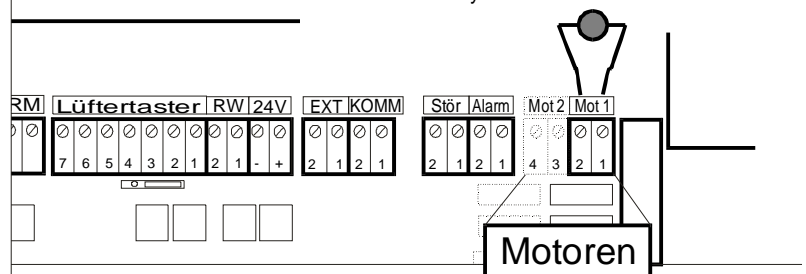 RM Lüftertaster RW 24V EXT KOMM Stör Alarm Mot 2 Mot 1
7 6 5 4 3 2 1 2 1 - + 2 1 2 1 2 1 2 1 4 3 2 1
Motoren